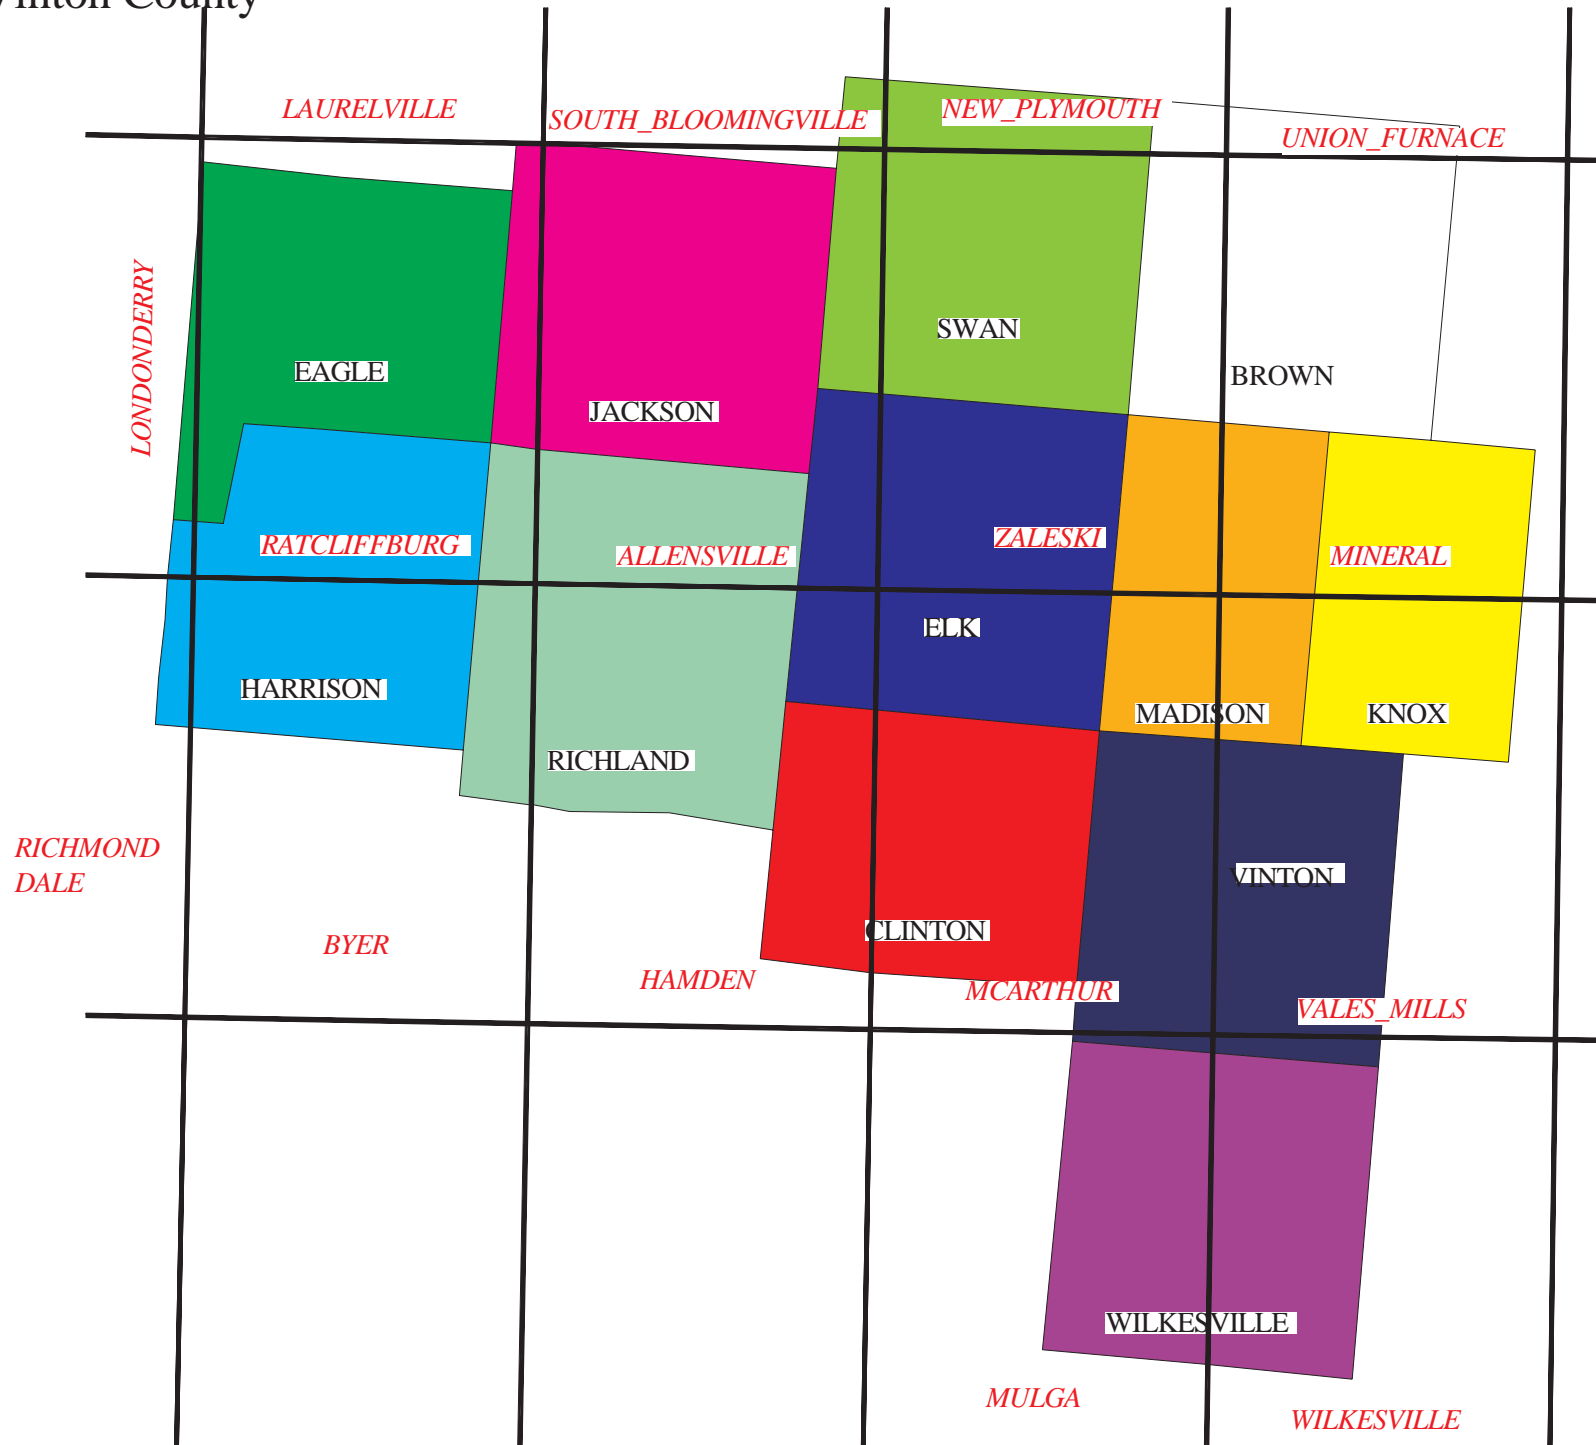 County
LAURELVILLE
SOUTH_BLOOMINGVILLE
NEW_PLYMOUTH
UNION_FURNACE
LONDONDERRY
SWAN
EAGLE
BROWN
JACKSON
RATCLIFFBURG
ALLENSVILLE
ZALESKI
MINERAL
ELK
HARRISON
MADISON
KNOX
RICHLAND
RICHMOND
DALE
VINTON
CLINTON
BYER
HAMDEN
MCARTHUR
VALES_MILLS
WILKESVILLE
MULGA
WILKESVILLE